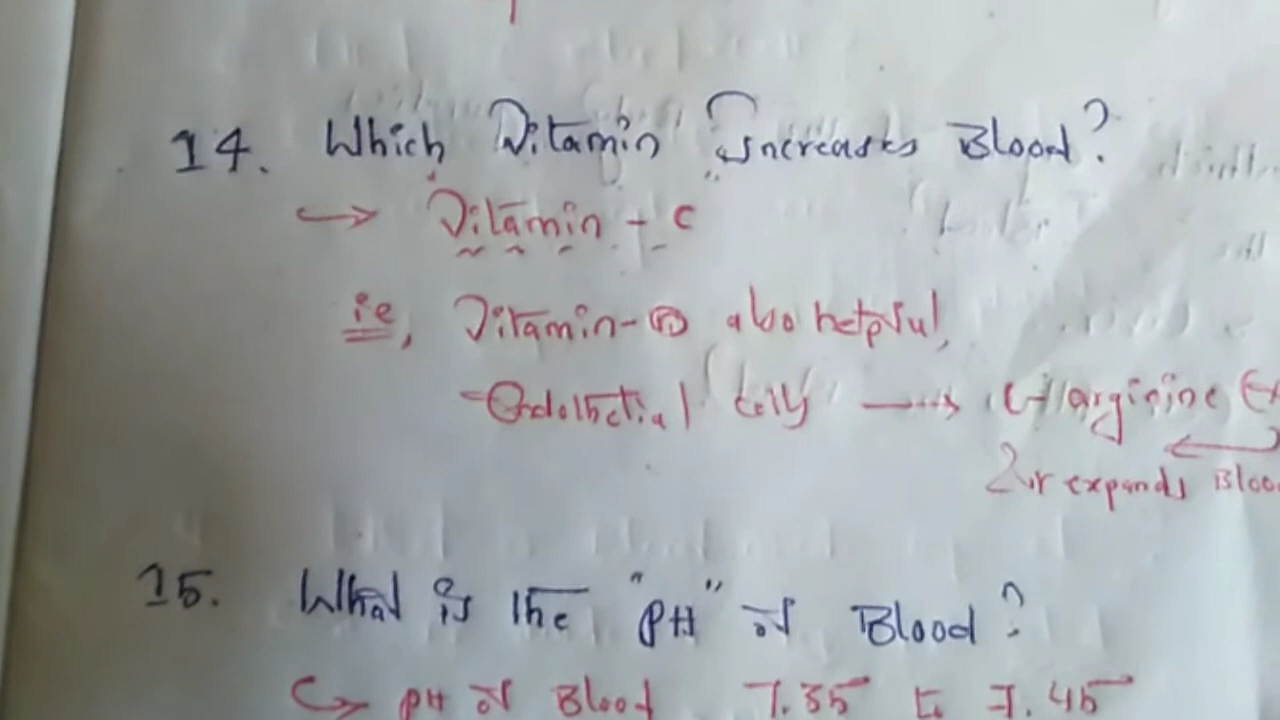 14. Which Vitamin Increases Blood?
↪ Vitamin - C
ie, Vitamin- also helpful,
Endothelial Cells → L-arginine
expands Bloo
15. What is the "PH" of Blood?
↪ PH of Blood 7.35 to 7.45